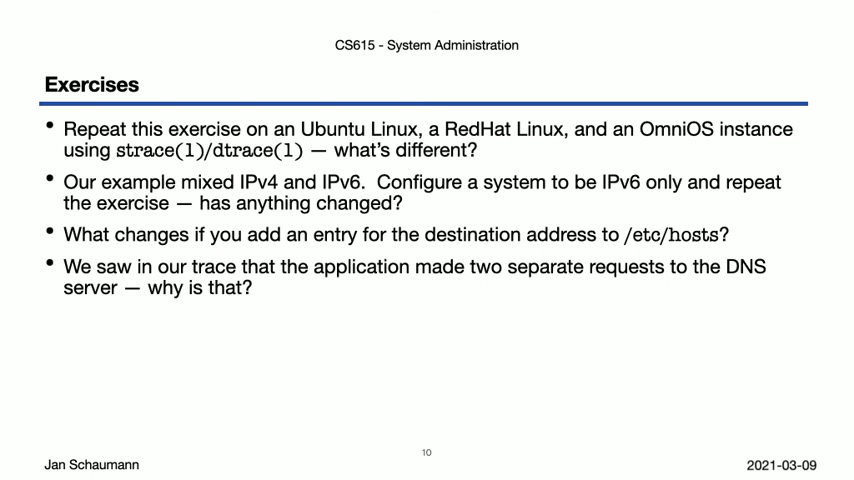 CS615 - System Administration
Exercises
• Repeat this exercise on an Ubuntu Linux, a RedHat Linux, and an OmniOS instance
using strace(1)/dtrace(1) — what's different?
• Our example mixed IPv4 and IPv6. Configure a system to be IPv6 only and repeat
the exercise — has anything changed?
• What changes if you add an entry for the destination address to /etc/hosts?
• We saw in our trace that the application made two separate requests to the DNS
server — why is that?
Jan Schaumann
10
2021-03-09